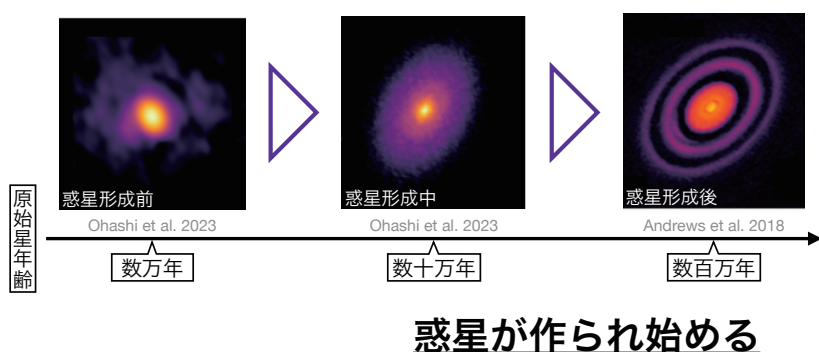 惑星形成前
惑星形成中
惑星形成後
Ohashi et al. 2023
Ohashi et al. 2023
Andrews et al. 2018
原始星年齢
数万年
数十万年
数百万年
惑星が作られ始める